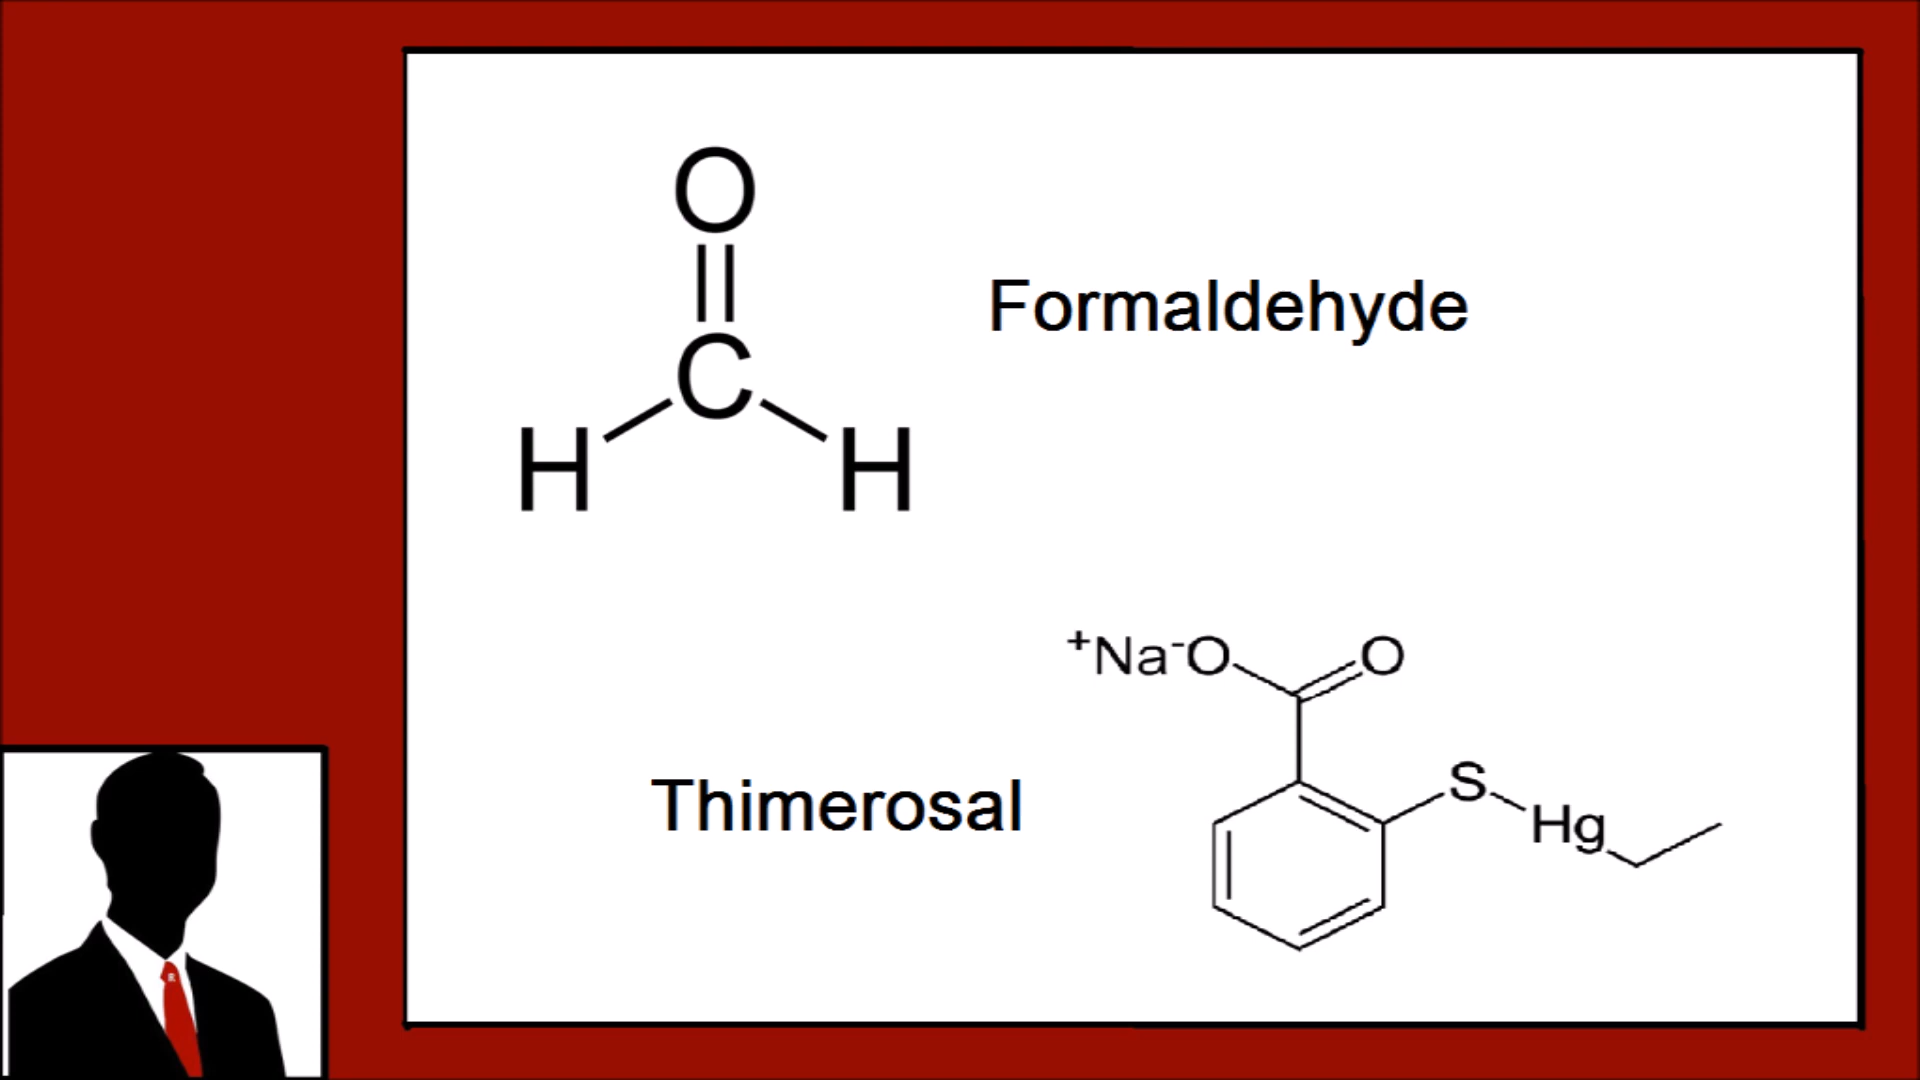 O
Formaldehyde
C
H H
+Na-O O
S
Thimerosal
Hg
R